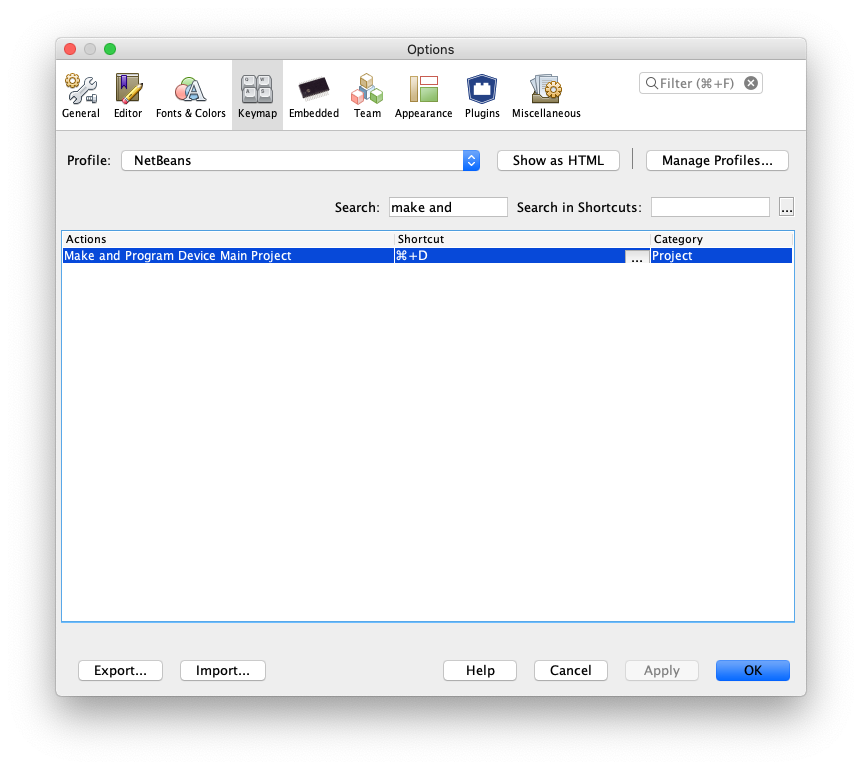 Options
General Editor Fonts & Colors Keymap Embedded Team Appearance Plugins Miscellaneous
Filter (⌘+F)
Profile: NetBeans Show as HTML Manage Profiles...
Search: make and Search in Shortcuts: ...
Actions Shortcut Category
Make and Program Device Main Project ⌘+D ... Project
Export... Import... Help Cancel Apply OK